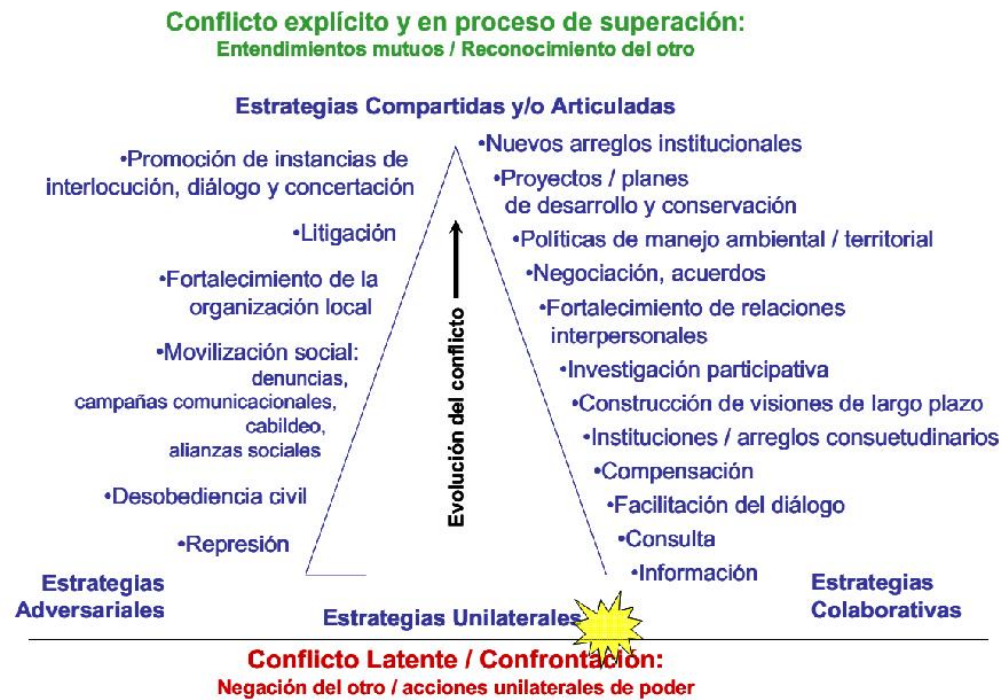 Conflicto explícito y en proceso de superación:
Entendimientos mutuos / Reconocimiento del otro
Estrategias Compartidas y/o Articuladas
•Promoción de instancias de
interlocución, diálogo y concertación
•Litigación
•Fortalecimiento de la
organización local
•Movilización social:
denuncias,
campañas comunicacionales,
cabildeo,
alianzas sociales
•Desobediencia civil
•Represión
Estrategias
Adversariales
Evolución del conflicto
•Nuevos arreglos institucionales
•Proyectos / planes
de desarrollo y conservación
•Políticas de manejo ambiental / territorial
•Negociación, acuerdos
•Fortalecimiento de relaciones
interpersonales
•Investigación participativa
•Construcción de visiones de largo plazo
•Instituciones / arreglos consuetudinarios
•Compensación
•Facilitación del diálogo
•Consulta
•Información
Estrategias
Colaborativas
Estrategias Unilaterales
Conflicto Latente / Confrontación:
Negación del otro / acciones unilaterales de poder